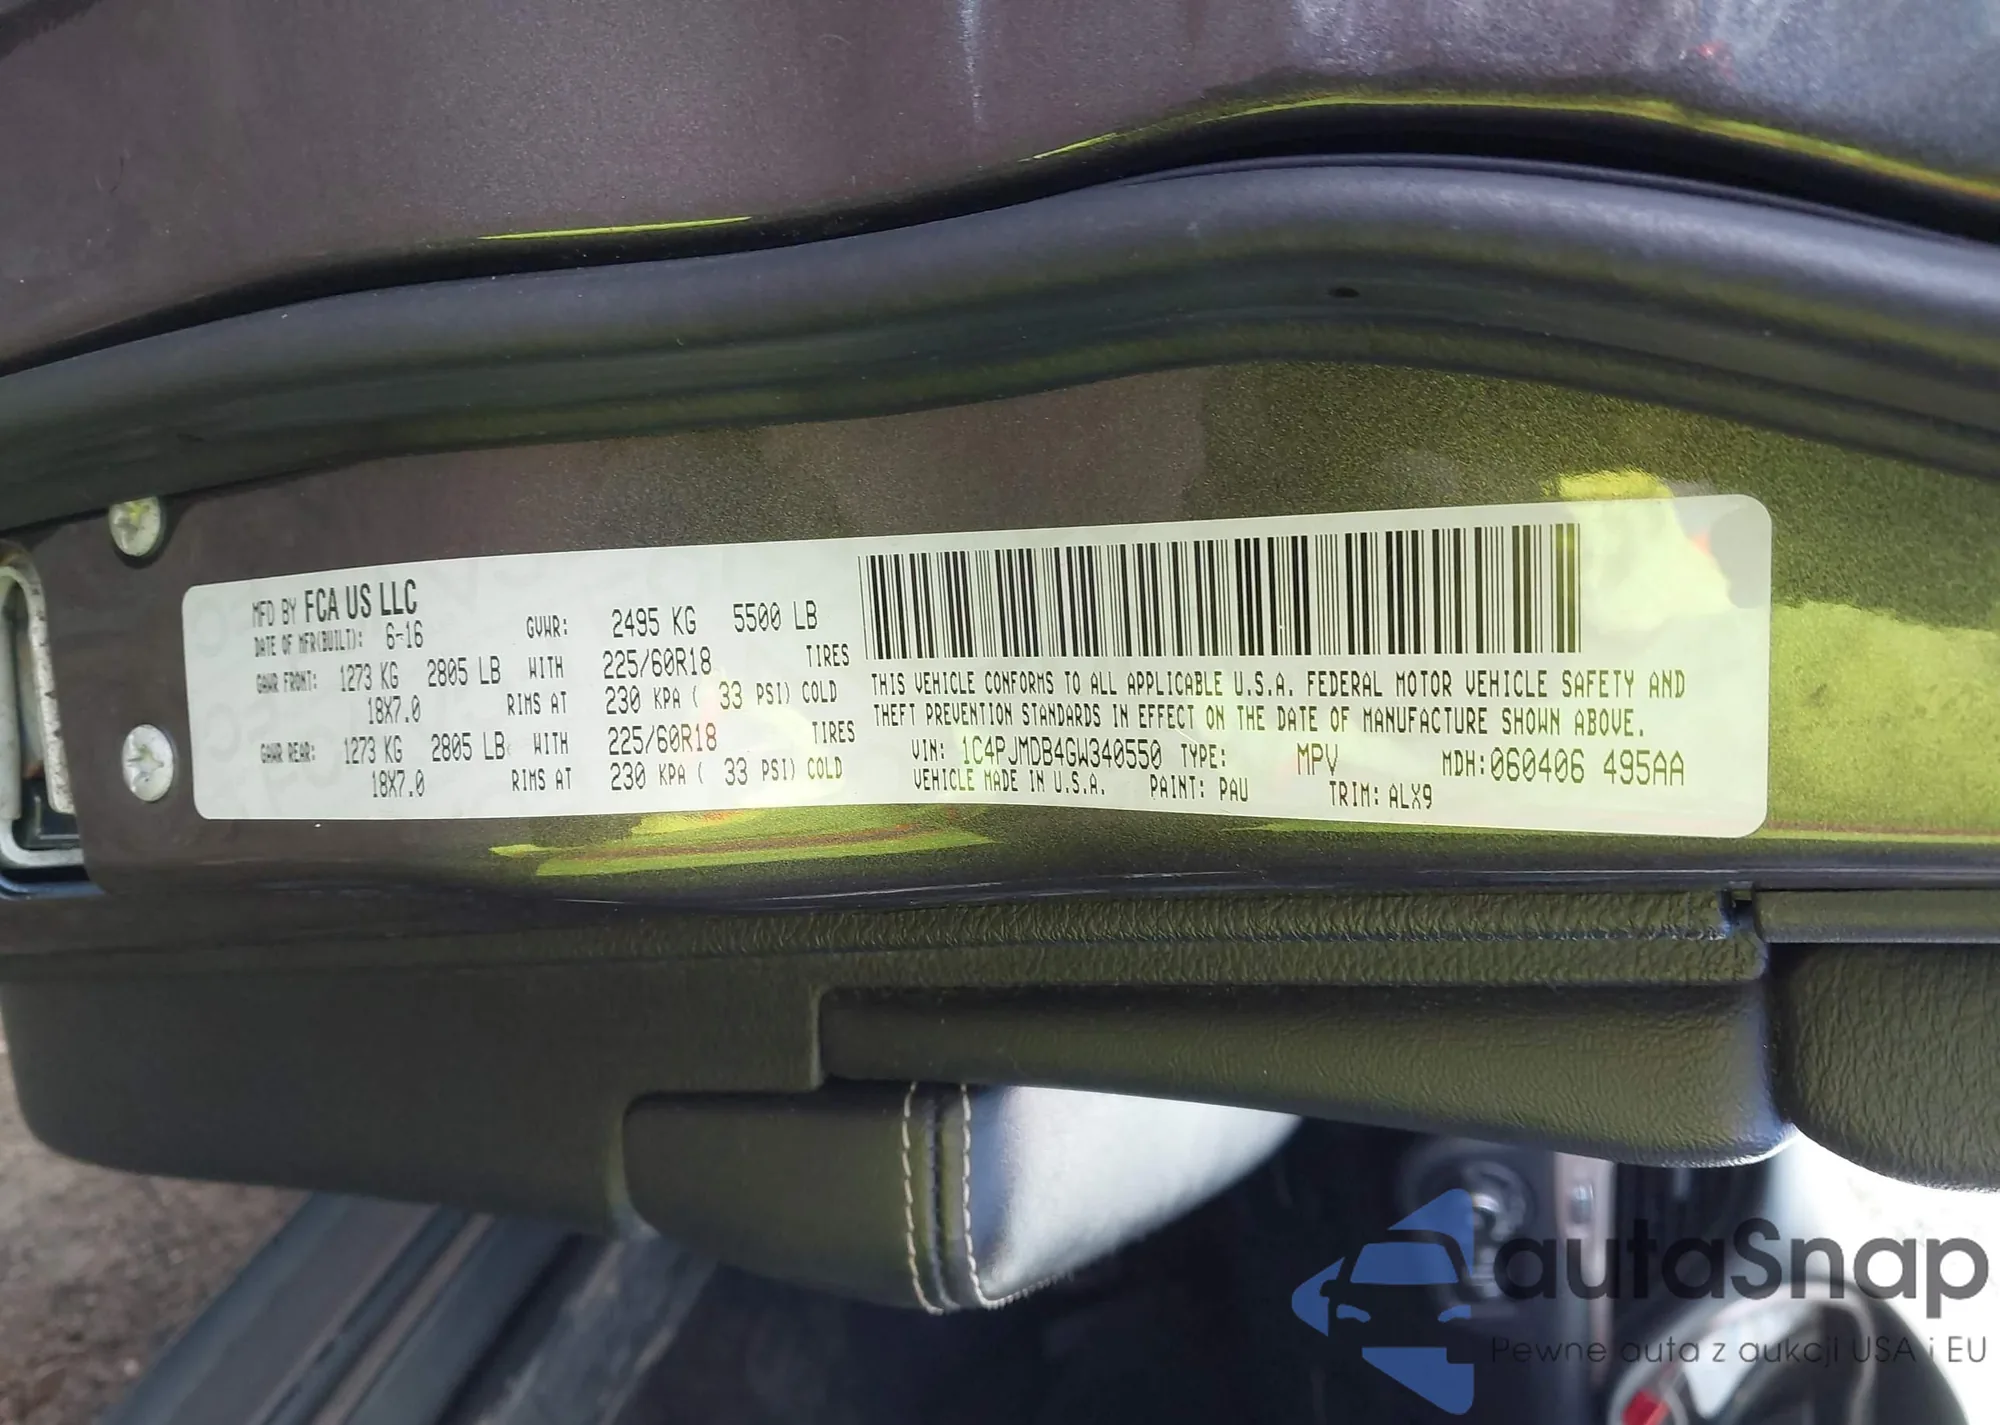 MFD BY FCA US LLC
DATE OF MFR(BUILT): 6-16
GVWR: 2495 KG 5500 LB
GAWR FRONT: 1273 KG 2805 LB WITH 225/60R18 TIRES
18X7.0 RIMS AT 230 KPA ( 33 PSI) COLD
GAWR REAR: 1273 KG 2805 LB WITH 225/60R18 TIRES
18X7.0 RIMS AT 230 KPA ( 33 PSI) COLD
THIS VEHICLE CONFORMS TO ALL APPLICABLE U.S.A. FEDERAL MOTOR VEHICLE SAFETY AND
THEFT PREVENTION STANDARDS IN EFFECT ON THE DATE OF MANUFACTURE SHOWN ABOVE.
VIN: 1C4PJMDB4GW340550 TYPE: MPV MDH:060406 495AA
VEHICLE MADE IN U.S.A. PAINT: PAU TRIM: ALX9
autaSnap
Pewne auta z aukcji USA i EU